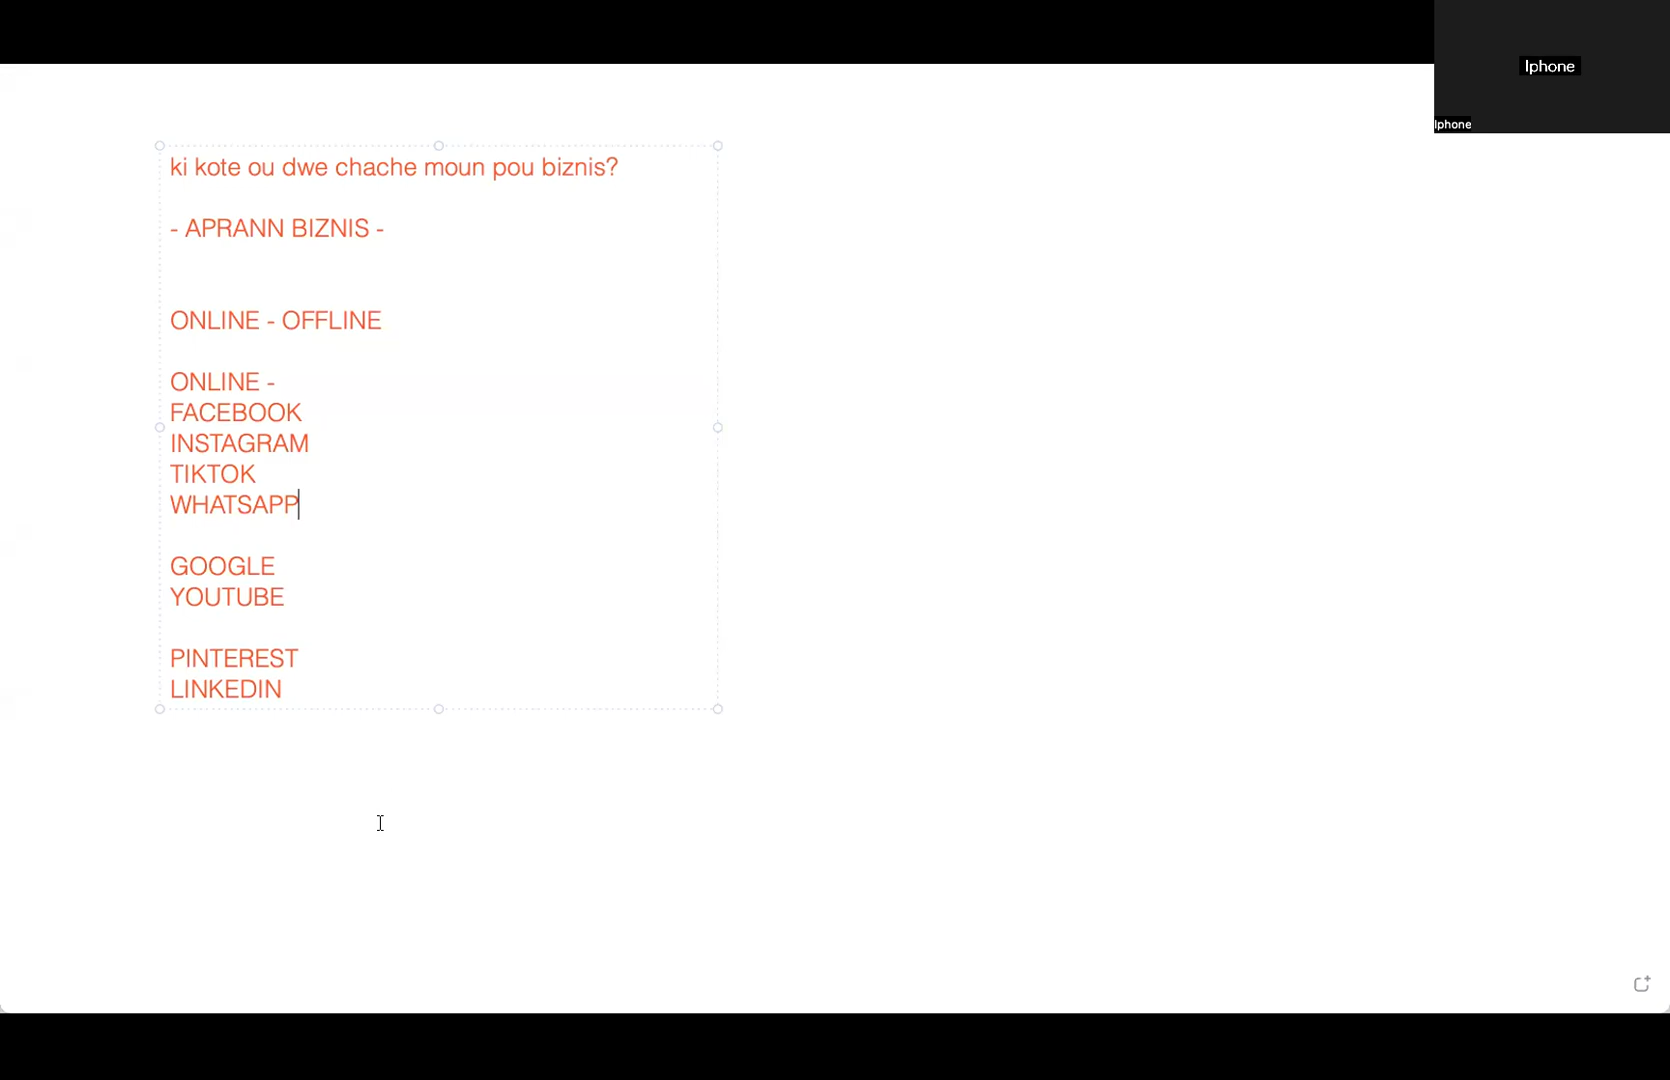 Iphone
Iphone
ki kote ou dwe chache moun pou biznis?
- APRANN BIZNIS -
ONLINE - OFFLINE
ONLINE -
FACEBOOK
INSTAGRAM
TIKTOK
WHATSAPP
GOOGLE
YOUTUBE
PINTEREST
LINKEDIN